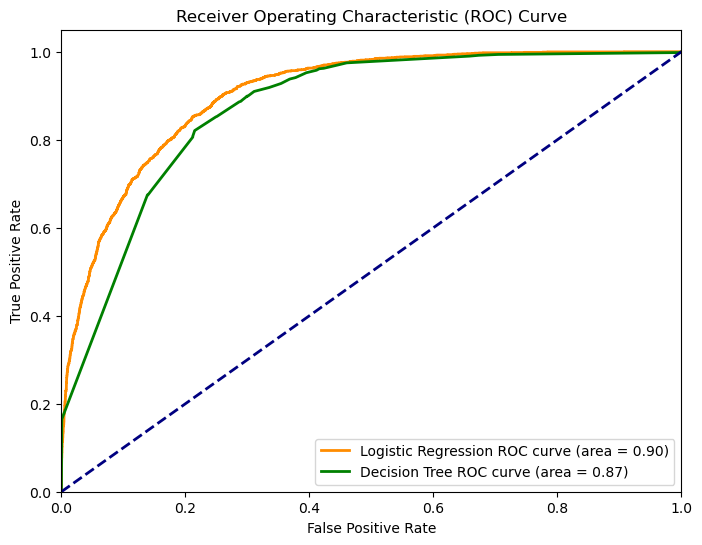 Receiver Operating Characteristic (ROC) Curve
1.0
0.8
0.6
0.4
0.2
0.0
True Positive Rate
Logistic Regression ROC curve (area = 0.90)
Decision Tree ROC curve (area = 0.87)
0.0 0.2 0.4 0.6 0.8 1.0
False Positive Rate